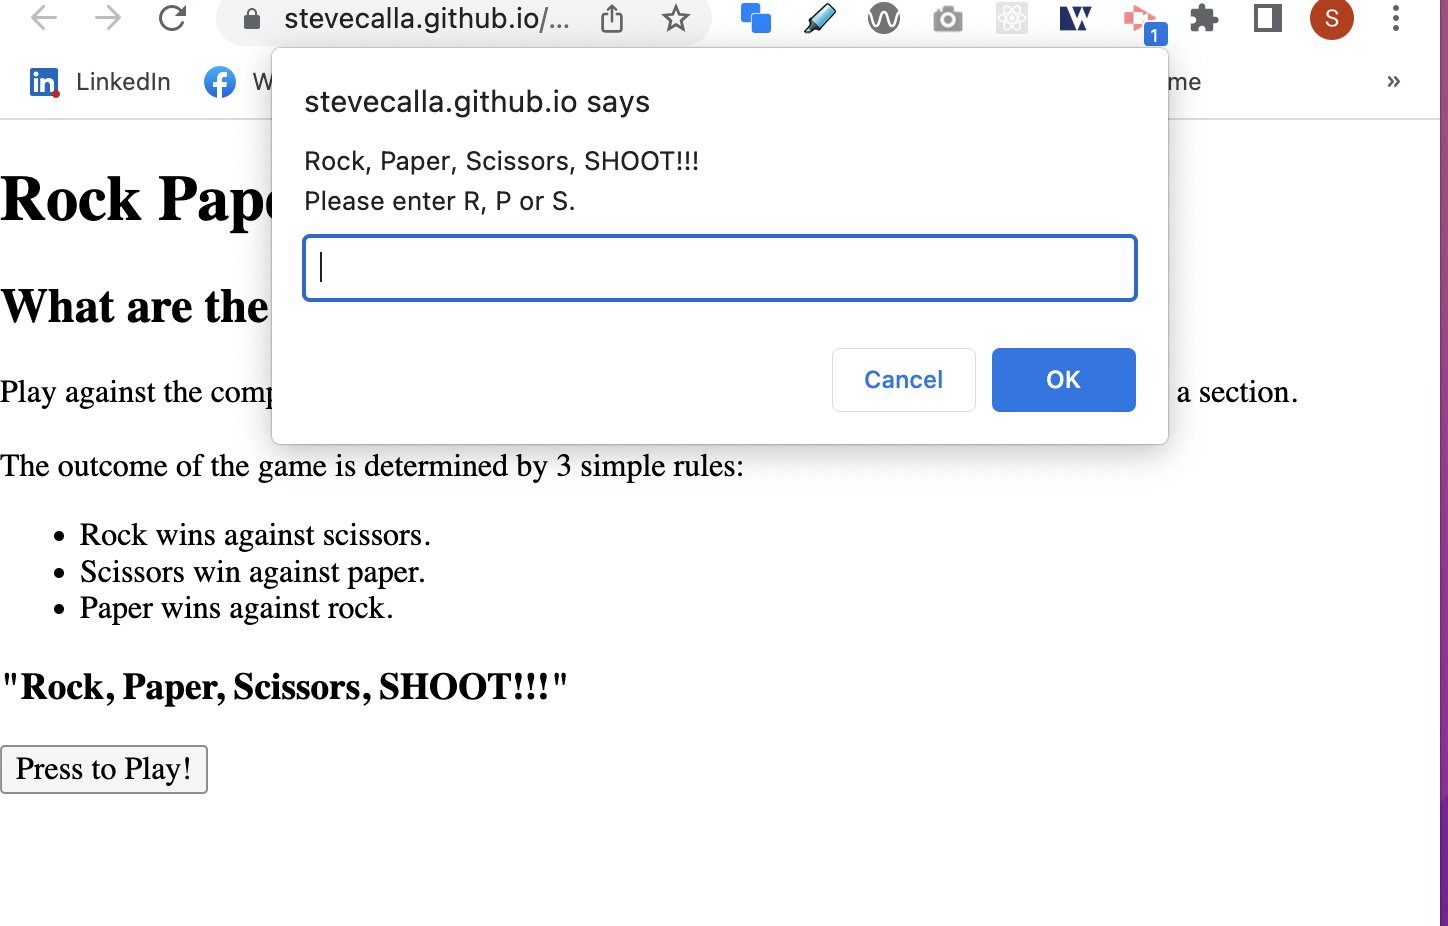 stevecalla.github.io/...
1
S
LinkedIn
W
me
»
stevecalla.github.io says
Rock, Paper, Scissors, SHOOT!!!
Please enter R, P or S.
Cancel
OK
Rock Pape
What are the
Play against the comp
a section.
The outcome of the game is determined by 3 simple rules:
• Rock wins against scissors.
• Scissors win against paper.
• Paper wins against rock.
"Rock, Paper, Scissors, SHOOT!!!"
Press to Play!